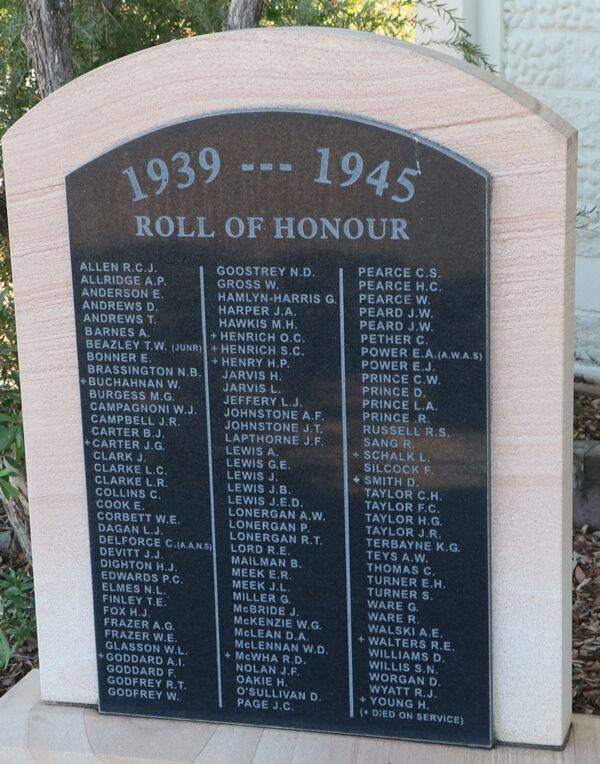 1939 --- 1945
ROLL OF HONOUR
ALLEN R.C.J.
ALLRIDGE A.P.
ANDERSON E.
ANDREWS D.
ANDREWS T.
BARNES A.
BEAZLEY T.W. (JUNR)
BONNER E.
BRASSINGTON N.B.
+BUCHAHNAN W.
BURGESS M.G.
CAMPAGNONI W.J.
CAMPBELL J.R.
CARTER B.J.
+CARTER J.G.
CLARK J.
CLARKE L.C.
CLARKE L.R.
COLLINS C.
COOK E.
CORBETT W.E.
DAGAN L.J.
DELFORCE C.(A.A.N.S)
DEVITT J.J.
DIGHTON H.J.
EDWARDS P.C.
ELMES N.L.
FINLEY T.E.
FOX H.J.
FRAZER A.G.
FRAZER W.E.
GLASSON W.L.
+GODDARD A.I.
GODDARD F.
GODFREY R.T.
GODFREY W.
GOOSTREY N.D.
GROSS W.
HAMLYN-HARRIS G.
HARPER J.A.
HAWKIS M.H.
+HENRICH O.C.
+HENRICH S.C.
+HENRY H.P.
JARVIS H.
JARVIS L.
JEFFERY L.J.
JOHNSTONE A.F.
JOHNSTONE J.T.
LAPTHORNE J.F.
LEWIS A.
LEWIS G.E.
LEWIS J.
LEWIS J.B.
LEWIS J.E.D.
LONERGAN A.W.
LONERGAN P.
LONERGAN R.T.
LORD R.E.
MAILMAN B.
MEEK E.R.
MEEK J.L.
MILLER G.
McBRIDE J.
McKENZIE W.G.
McLEAN D.A.
McLENNAN W.D.
+McWHA R.D.
NOLAN J.F.
OAKIE H.
O'SULLIVAN D.
PAGE J.C.
PEARCE C.S.
PEARCE H.C.
PEARCE W.
PEARD J.W.
PEARD J.W.
PETHER C.
POWER E.A.(A.W.A.S)
POWER E.J.
PRINCE C.W.
PRINCE D.
PRINCE L.A.
PRINCE .R.
RUSSELL R.S.
SANG R.
+SCHALK L.
SILCOCK F.
+SMITH D.
TAYLOR C.H.
TAYLOR F.C.
TAYLOR H.G.
TAYLOR J.R.
TERBAYNE K.G.
TEYS A.W.
THOMAS C.
TURNER E.H.
TURNER S.
WARE G.
WARE R.
WALSKI A.E.
+WALTERS R.E.
WILLIAMS D.
WILLIS S.N.
WORGAN D.
WYATT R.J.
+YOUNG H.
(+ DIED ON SERVICE)